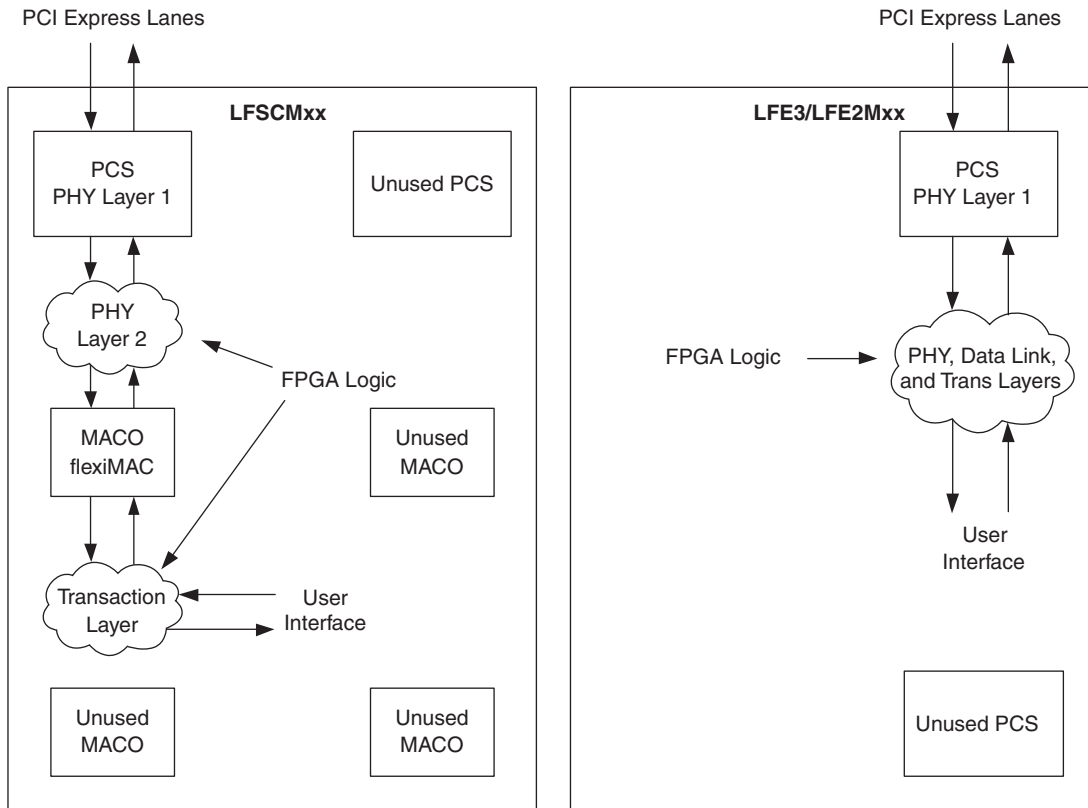 PCI Express Lanes
LFSCMxx
PCS
PHY Layer 1
Unused PCS
PHY
Layer 2
FPGA Logic
MACO
flexiMAC
Unused
MACO
Transaction
Layer
User
Interface
Unused
MACO
Unused
MACO
PCI Express Lanes
LFE3/LFE2Mxx
PCS
PHY Layer 1
FPGA Logic
PHY, Data Link,
and Trans Layers
User
Interface
Unused PCS